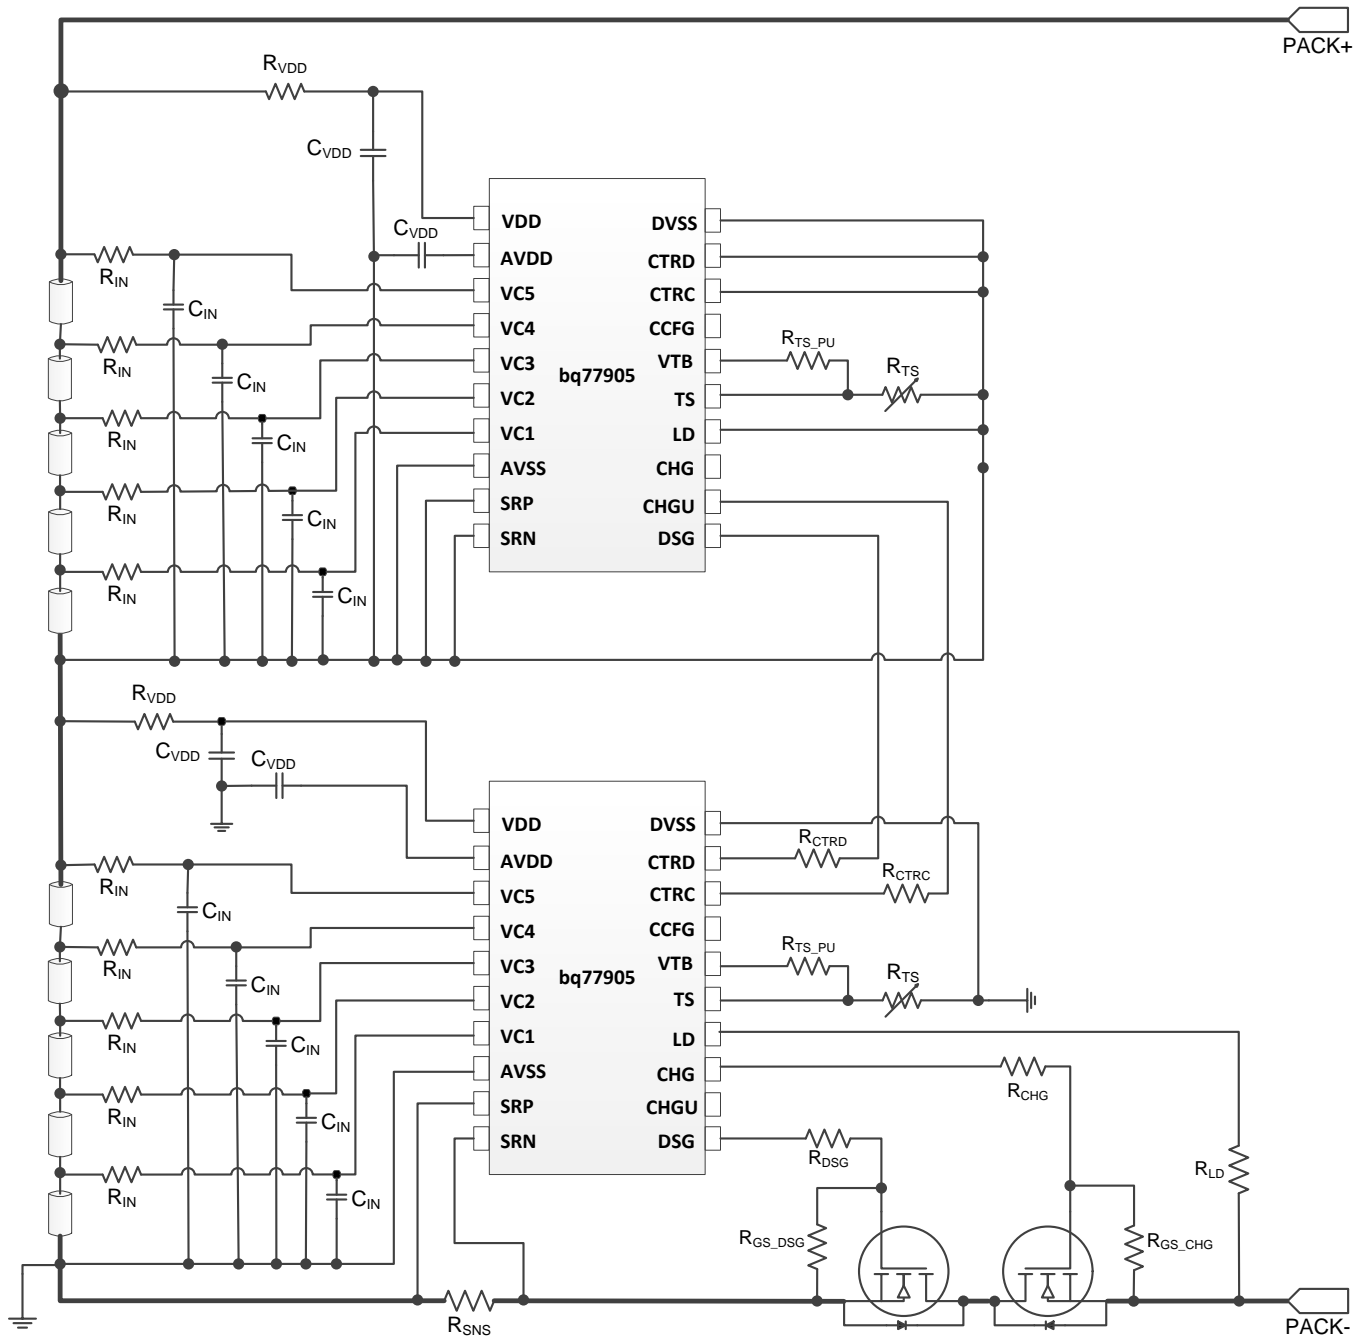 PACK+
RVDD
CVDD
CVDD
RIN
CIN
RIN
CIN
RIN
CIN
RIN
CIN
RIN
CIN
VDD
AVDD
VC5
VC4
VC3
VC2
VC1
AVSS
SRP
SRN
bq77905
DVSS
CTRD
CTRC
CCFG
VTB
TS
LD
CHG
CHGU
DSG
RTS_PU
RTS
RVDD
CVDD
CVDD
RIN
CIN
RIN
CIN
RIN
CIN
RIN
CIN
RIN
CIN
VDD
AVDD
VC5
VC4
VC3
VC2
VC1
AVSS
SRP
SRN
bq77905
DVSS
CTRD
CTRC
CCFG
VTB
TS
LD
CHG
CHGU
DSG
RCTRD
RCTRC
RTS_PU
RTS
RCHG
RDSG
RLD
RGS_DSG
RGS_CHG
RSNS
PACK-